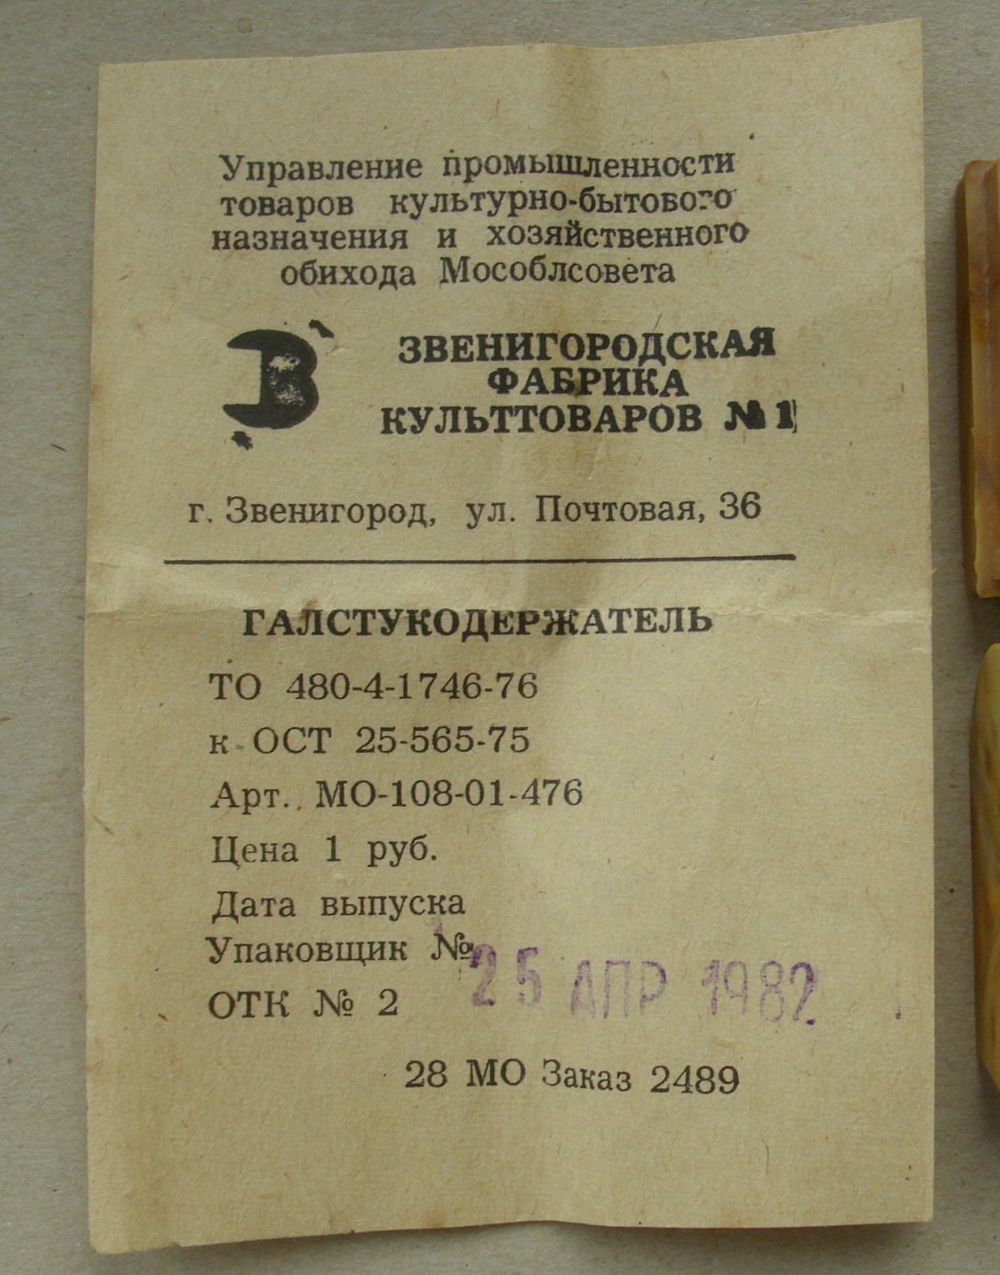 Управление промышленности
товаров культурно-бытового
назначения и хозяйственного
обихода Мособлсовета
ЗВЕНИГОРОДСКАЯ
ФАБРИКА
КУЛЬТТОВАРОВ № 1
г. Звенигород, ул. Почтовая, 36
ГАЛСТУКОДЕРЖАТЕЛЬ
ТО 480-4-1746-76
к ОСТ 25-565-75
Арт. МО-108-01-476
Цена 1 руб.
Дата выпуска
Упаковщик №
25 АПР 1982
ОТК № 2
28 МО Заказ 2489